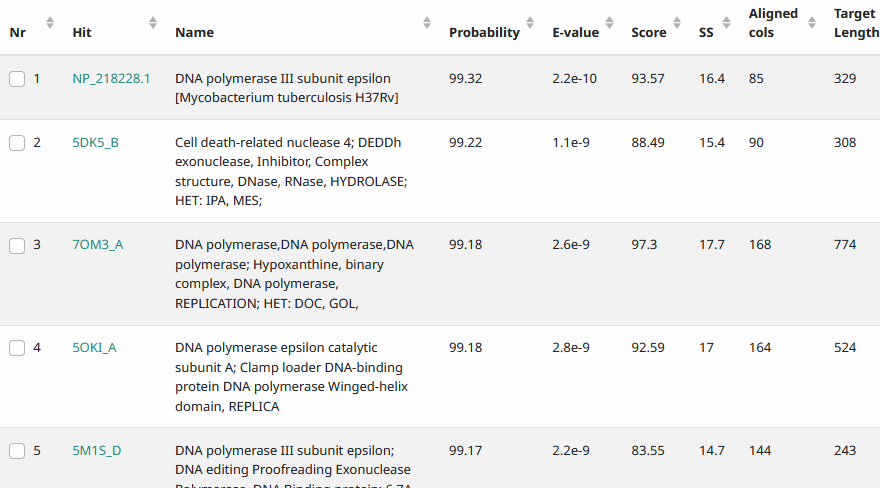 Nr Hit Name Probability E-value Score SS Aligned cols Target Length
1 NP_218228.1 DNA polymerase III subunit epsilon 99.32 2.2e-10 93.57 16.4 85 329
[Mycobacterium tuberculosis H37Rv]
2 5DK5_B Cell death-related nuclease 4; DEDDh 99.22 1.1e-9 88.49 15.4 90 308
exonuclease, Inhibitor, Complex
structure, DNase, RNase, HYDROLASE;
HET: IPA, MES;
3 7OM3_A DNA polymerase,DNA polymerase,DNA 99.18 2.6e-9 97.3 17.7 168 774
polymerase; Hypoxanthine, binary
complex, DNA polymerase,
REPLICATION; HET: DOC, GOL,
4 5OKI_A DNA polymerase epsilon catalytic 99.18 2.8e-9 92.59 17 164 524
subunit A; Clamp loader DNA-binding
protein DNA polymerase Winged-helix
domain, REPLICA
5 5M1S_D DNA polymerase III subunit epsilon; 99.17 2.2e-9 83.55 14.7 144 243
DNA editing Proofreading Exonuclease